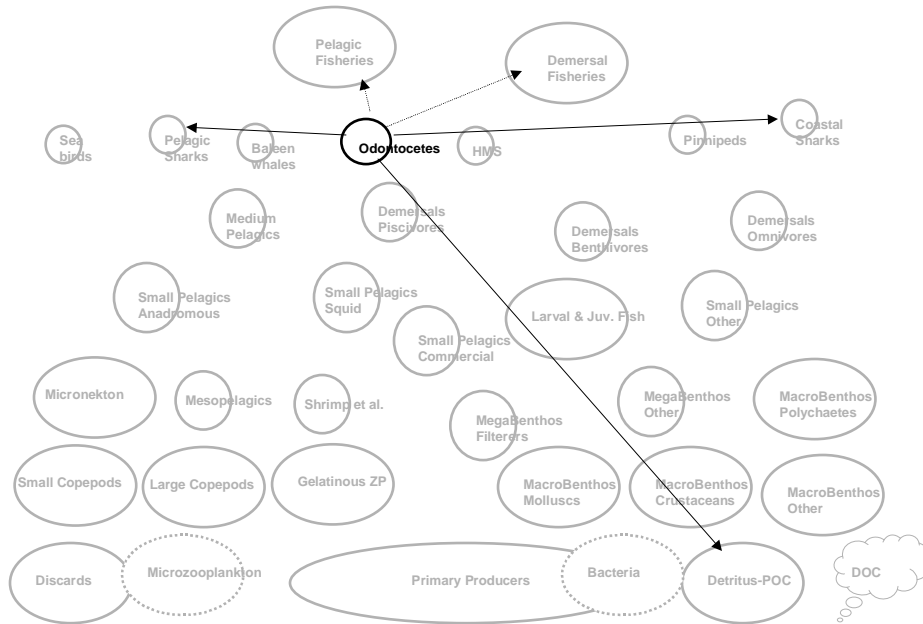 Pelagic
Fisheries
Demersal
Fisheries
Sea
birds
Pelagic
Sharks
Baleen
whales
Odontocetes
HMS
Pinnipeds
Coastal
Sharks
Medium
Pelagics
Demersals
Piscivores
Demersals
Benthivores
Demersals
Omnivores
Small Pelagics
Anadromous
Small Pelagics
Squid
Small Pelagics
Commercial
Larval & Juv. Fish
Small Pelagics
Other
Micronekton
Mesopelagics
Shrimp et al.
MegaBenthos
Filterers
MegaBenthos
Other
MacroBenthos
Polychaetes
Small Copepods
Large Copepods
Gelatinous ZP
MacroBenthos
Molluscs
MacroBenthos
Crustaceans
MacroBenthos
Other
Discards
Microzooplankton
Primary Producers
Bacteria
Detritus-POC
DOC